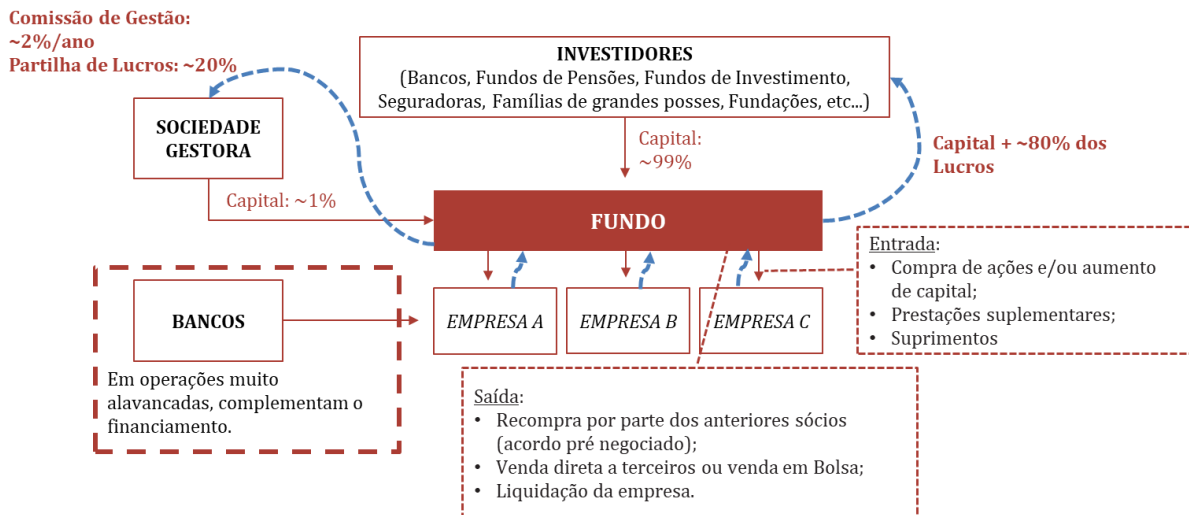 Comissão de Gestão:
~2%/ano
Partilha de Lucros: ~20%
INVESTIDORES
(Bancos, Fundos de Pensões, Fundos de Investimento,
Seguradoras, Famílias de grandes posses, Fundações, etc...)
SOCIEDADE
GESTORA
Capital:
~99%
Capital + ~80% dos
Lucros
Capital: ~1%
FUNDO
Entrada:
• Compra de ações e/ou aumento
de capital;
• Prestações suplementares;
• Suprimentos
BANCOS
EMPRESA A
EMPRESA B
EMPRESA C
Em operações muito
alavancadas, complementam o
financiamento.
Saída:
• Recompra por parte dos anteriores sócios
(acordo pré negociado);
• Venda direta a terceiros ou venda em Bolsa;
• Liquidação da empresa.